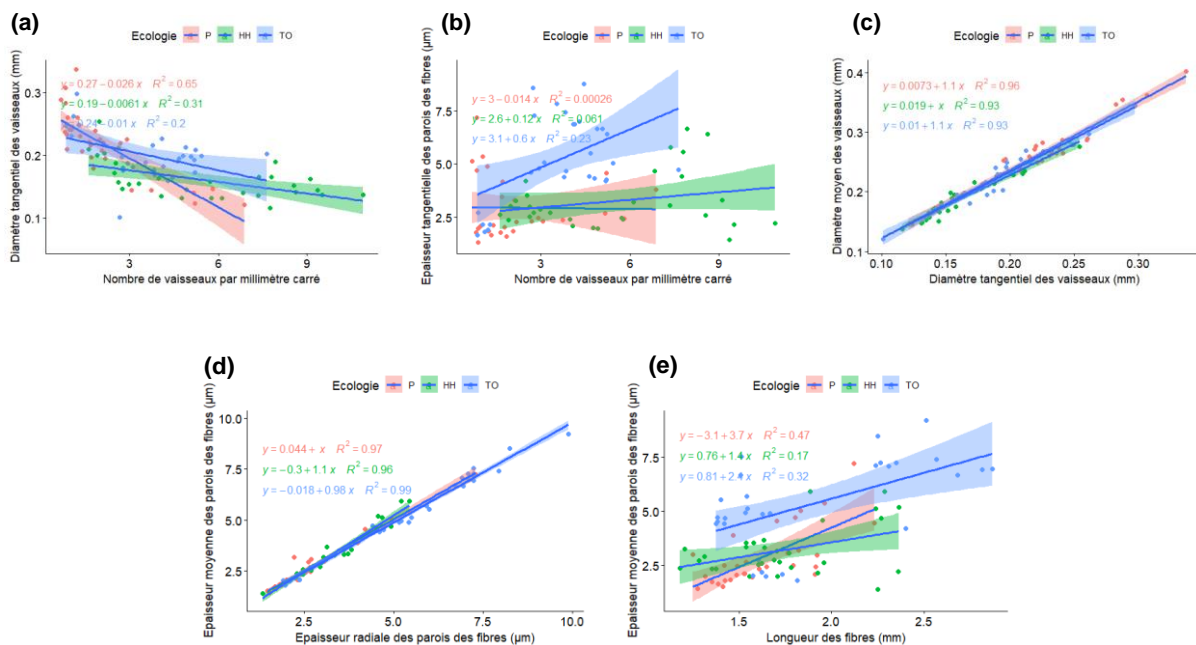 (a)
Ecologie P HH TO
Diamètre tangentiel des vaisseaux (mm)
0.3
0.2
0.1
y = 0.27 − 0.026 x R² = 0.65
y = 0.19 − 0.0061 x R² = 0.31
0.24 − 0.01 x R² = 0.2
3 6 9
Nombre de vaisseaux par millimètre carré
(b)
Ecologie P HH TO
Epaisseur tangentielle des parois des fibres (µm)
7.5
5.0
2.5
y = 3 − 0.014 x R² = 0.00026
y = 2.6 + 0.12 x R² = 0.061
y = 3.1 + 0.6 x R² = 0.23
3 6 9
Nombre de vaisseaux par millimètre carré
(c)
Ecologie P HH TO
Diamètre moyen des vaisseaux (mm)
0.4
0.3
0.2
0.1
y = 0.0073 + 1.1 x R² = 0.96
y = 0.019 + x R² = 0.93
y = 0.01 + 1.1 x R² = 0.93
0.10 0.15 0.20 0.25 0.30
Diamètre tangentiel des vaisseaux (mm)
(d)
Ecologie P HH TO
Epaisseur moyenne des parois des fibres (µm)
10.0
7.5
5.0
2.5
y = 0.044 + x R² = 0.97
y = −0.3 + 1.1 x R² = 0.96
y = −0.018 + 0.98 x R² = 0.99
2.5 5.0 7.5 10.0
Epaisseur radiale des parois des fibres (µm)
(e)
Ecologie P HH TO
Epaisseur moyenne des parois des fibres (µm)
7.5
5.0
2.5
y = −3.1 + 3.7 x R² = 0.47
y = 0.76 + 1.4 x R² = 0.17
y = 0.81 + x R² = 0.32
1.5 2.0 2.5
Longueur des fibres (mm)